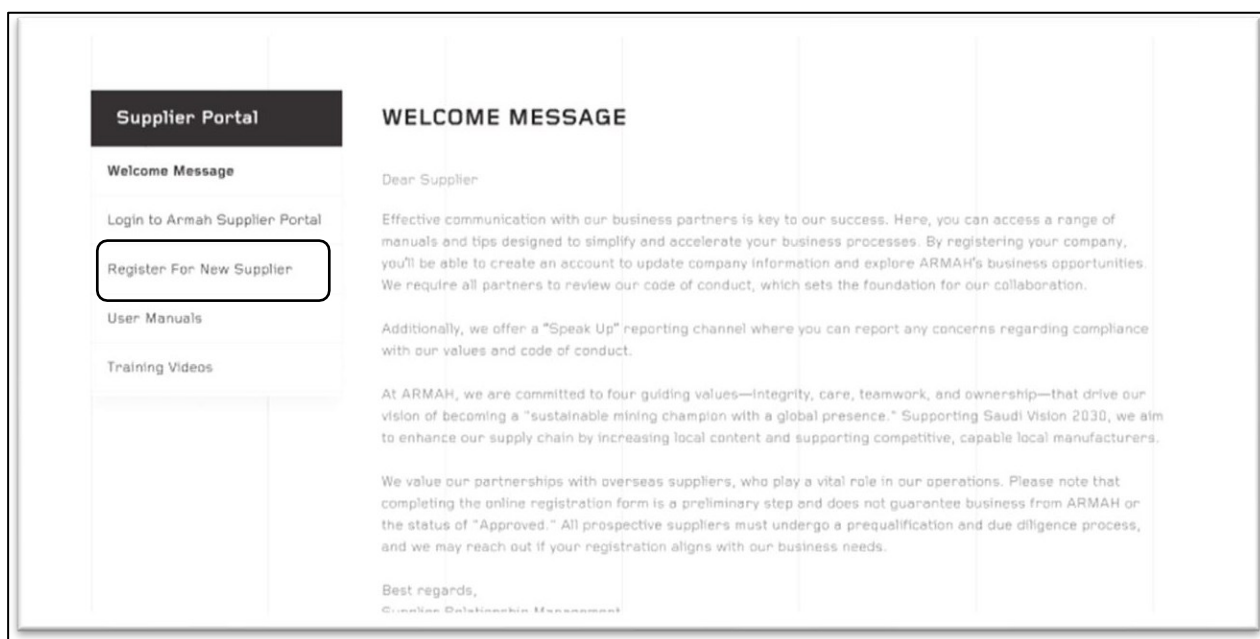 Supplier Portal
Welcome Message
Login to Armah Supplier Portal
Register For New Supplier
User Manuals
Training Videos
WELCOME MESSAGE
Dear Supplier
Effective communication with our business partners is key to our success. Here, you can access a range of
manuals and tips designed to simplify and accelerate your business processes. By registering your company,
you'll be able to create an account to update company information and explore ARMAH's business opportunities.
We require all partners to review our code of conduct, which sets the foundation for our collaboration.
Additionally, we offer a "Speak Up" reporting channel where you can report any concerns regarding compliance
with our values and code of conduct.
At ARMAH, we are committed to four guiding values—integrity, care, teamwork, and ownership—that drive our
vision of becoming a "sustainable mining champion with a global presence." Supporting Saudi Vision 2030, we aim
to enhance our supply chain by increasing local content and supporting competitive, capable local manufacturers.
We value our partnerships with overseas suppliers, who play a vital role in our operations. Please note that
completing the online registration form is a preliminary step and does not guarantee business from ARMAH or
the status of "Approved." All prospective suppliers must undergo a prequalification and due diligence process,
and we may reach out if your registration aligns with our business needs.
Best regards,
Supplier Relationship Management